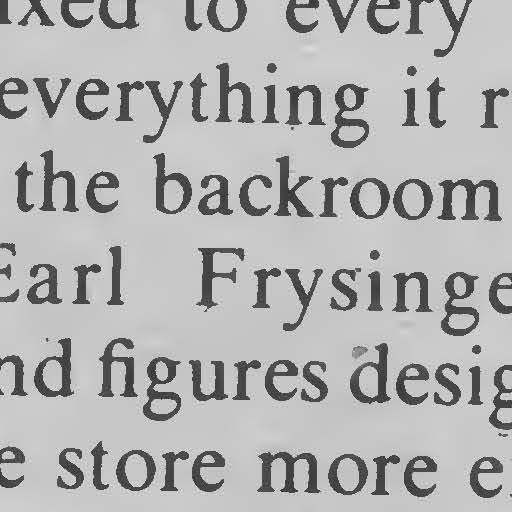 ixed to every
everything it r
the backroom
Earl Frysinge
nd figures desig
e store more e